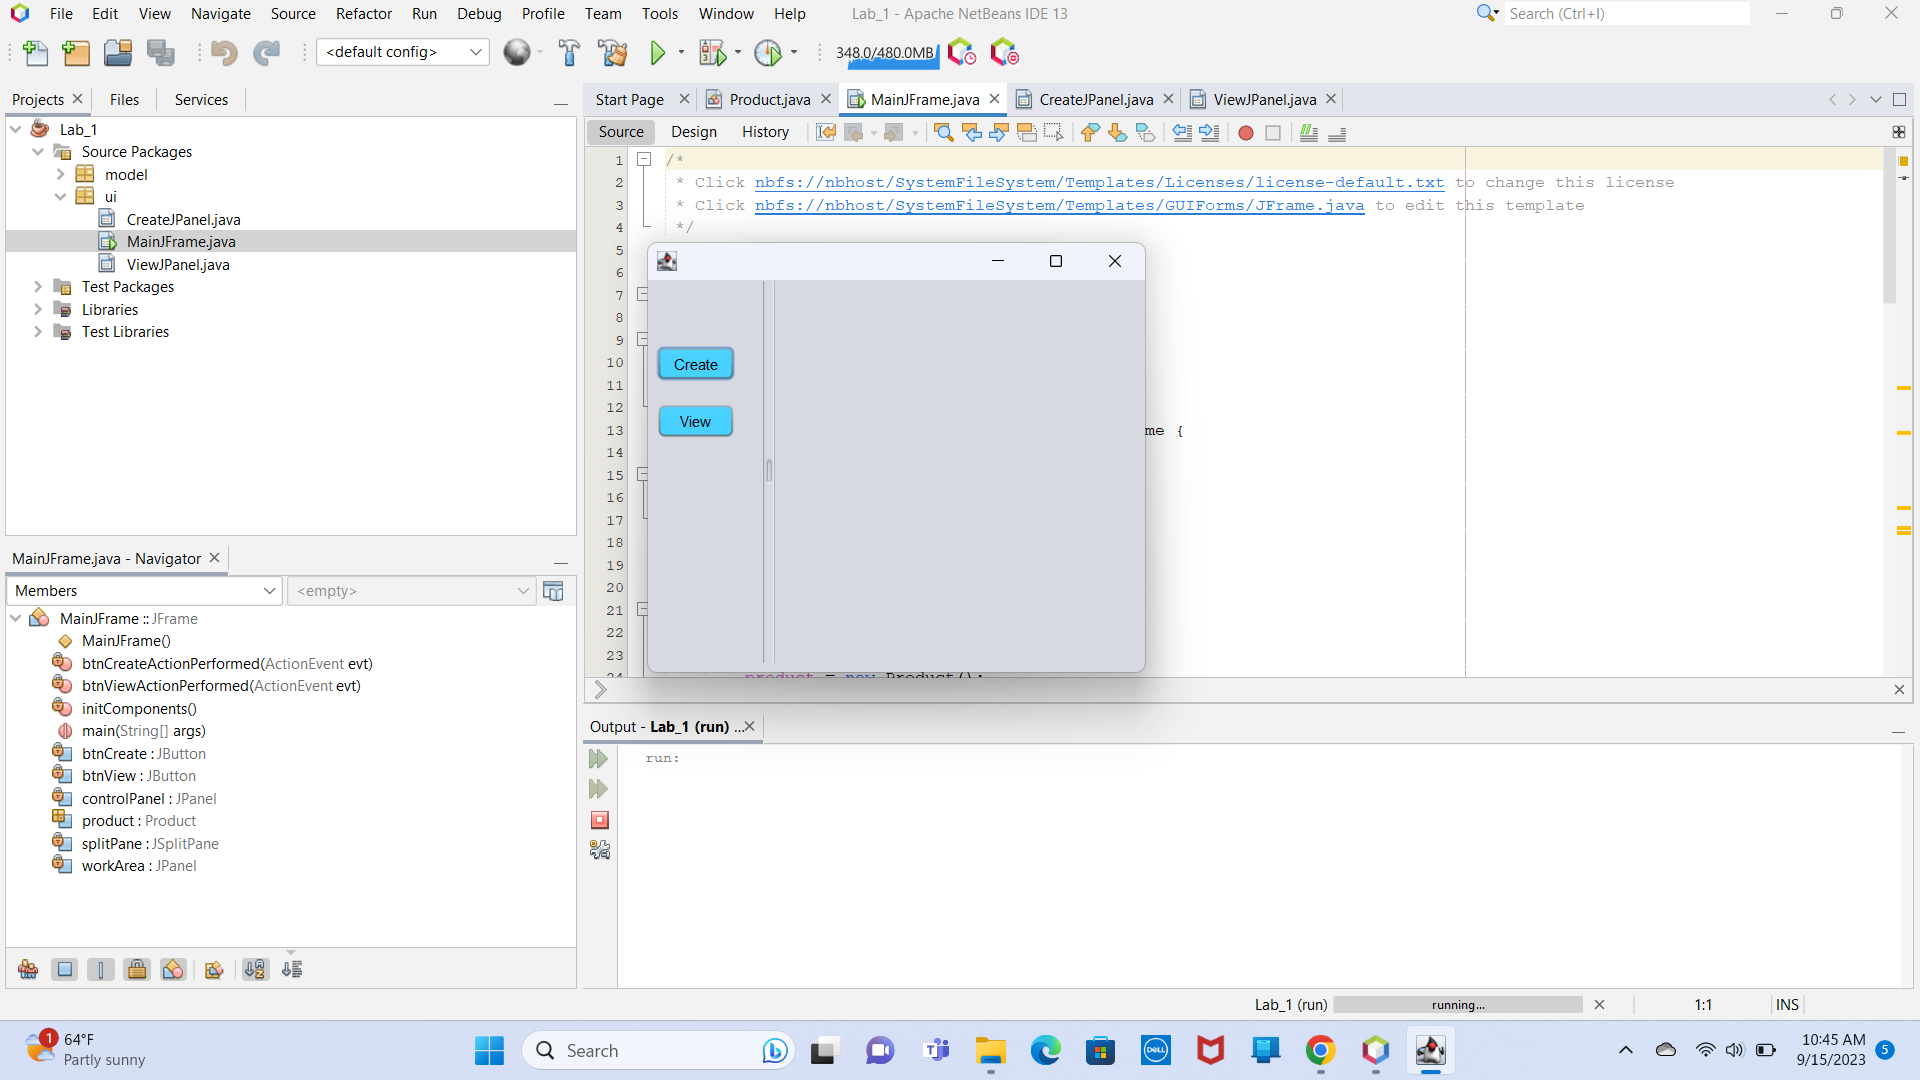 File Edit View Navigate Source Refactor Run Debug Profile Team Tools Window Help Lab_1 - Apache NetBeans IDE 13 Search (Ctrl+I)
<default config> 348.0/480.0MB
Projects Files Services
Start Page Product.java MainJFrame.java CreateJPanel.java ViewJPanel.java
Source Design History
Lab_1
Source Packages
model
ui
CreateJPanel.java
MainJFrame.java
ViewJPanel.java
Test Packages
Libraries
Test Libraries
1 /*
2 * Click nbfs://nbhost/SystemFileSystem/Templates/Licenses/license-default.txt to change this license
3 * Click nbfs://nbhost/SystemFileSystem/Templates/GUIForms/JFrame.java to edit this template
4 */
5
6
7
8
9
10
11
12
13 me {
14
15
16
17
18
19
20
21
22
23
24 product = new Product();
Create
View
MainJFrame.java - Navigator
Members <empty>
MainJFrame :: JFrame
MainJFrame()
btnCreateActionPerformed(ActionEvent evt)
btnViewActionPerformed(ActionEvent evt)
initComponents()
main(String[] args)
btnCreate : JButton
btnView : JButton
controlPanel : JPanel
product : Product
splitPane : JSplitPane
workArea : JPanel
Output - Lab_1 (run) ...
run:
Lab_1 (run) running... 1:1 INS
1 64°F
Partly sunny
Search
DELL
10:45 AM
9/15/2023 5